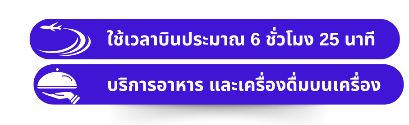 ใช้เวลาบินประมาณ 6 ชั่วโมง 25 นาที
บริการอาหาร และเครื่องดื่มบนเครื่อง